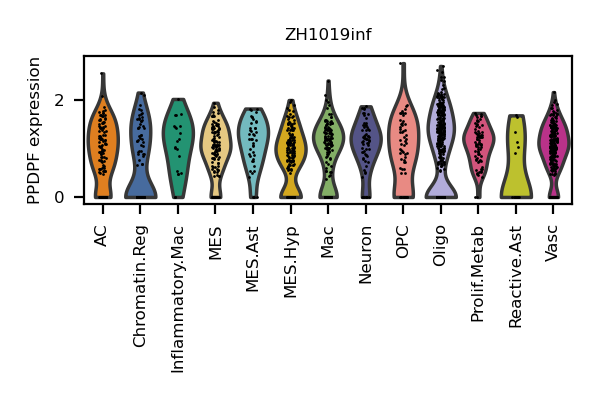 ZH1019inf
PPDPF expression
2
0
AC
Chromatin.Reg
Inflammatory.Mac
MES
MES.Ast
MES.Hyp
Mac
Neuron
OPC
Oligo
Prolif.Metab
Reactive.Ast
Vasc